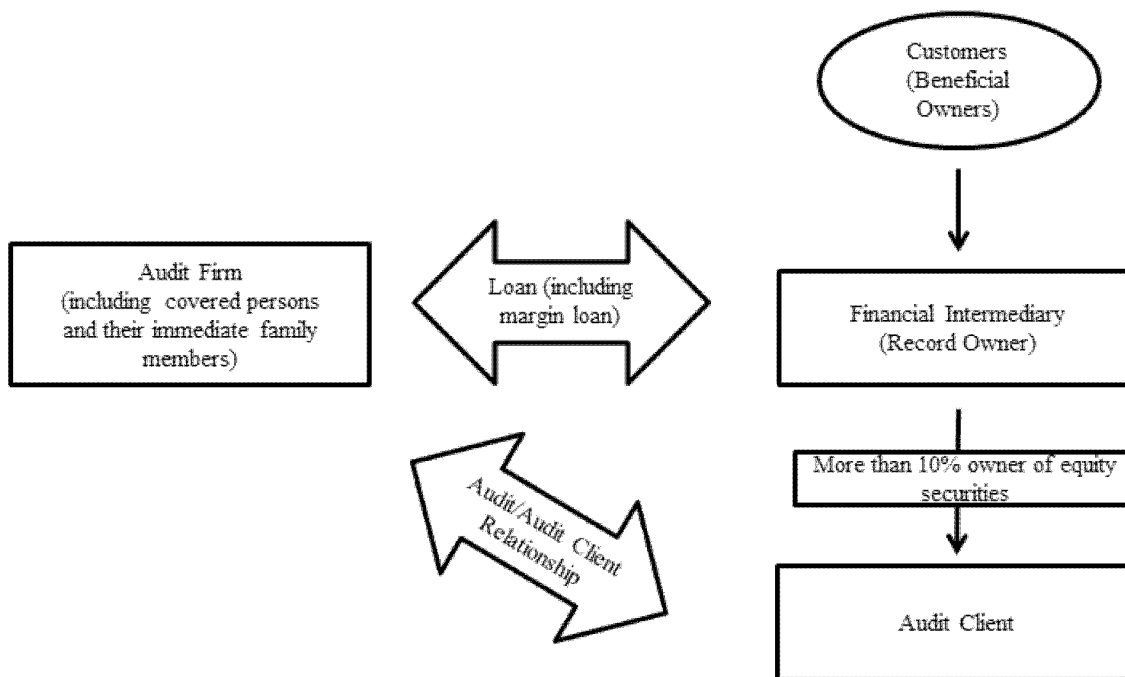 Customers
(Beneficial
Owners)
Audit Firm
(including covered persons
and their immediate family
members)
Loan (including
margin loan)
Financial Intermediary
(Record Owner)
More than 10% owner of equity
securities
Audit/Audit Client
Relationship
Audit Client